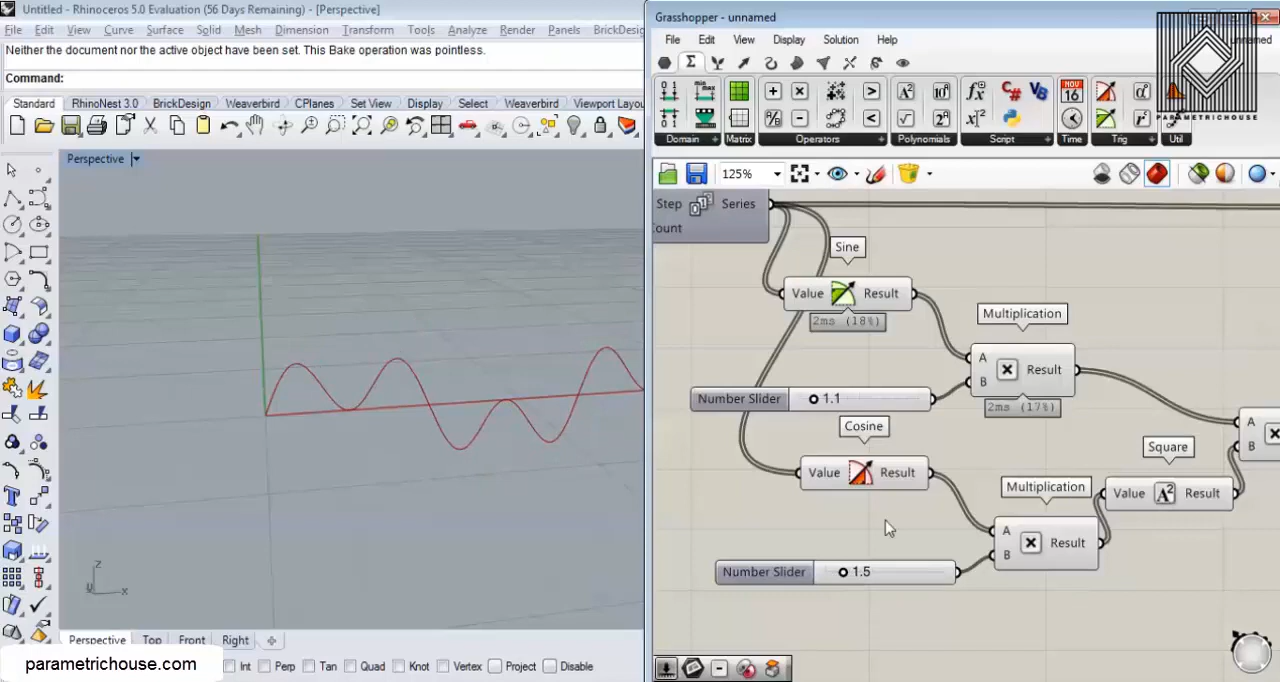 Untitled - Rhinoceros 5.0 Evaluation (56 Days Remaining) - [Perspective]
File Edit View Curve Surface Solid Mesh Dimension Transform Tools Analyze Render Panels BrickDesign
Neither the document nor the active object have been set. This Bake operation was pointless.
Command:
Standard RhinoNest 3.0 BrickDesign Weaverbird CPlanes Set View Display Select Weaverbird Viewport Layou
Perspective
z
y x
Perspective Top Front Right
parametrichouse.com
Int Perp Tan Quad Knot Vertex Project Disable
Grasshopper - unnamed
File Edit View Display Solution Help
unnamed
PARAMETRICHOUSE
Domain Matrix Operators Polynomials Script Time Trig Util
125%
Step Series
ount
Sine
Value Result
2ms (18%)
Multiplication
A
B
Result
2ms (17%)
Number Slider 1.1
Cosine
Value Result
Multiplication
A
B
Result
Number Slider 1.5
Square
Value Result
A
B